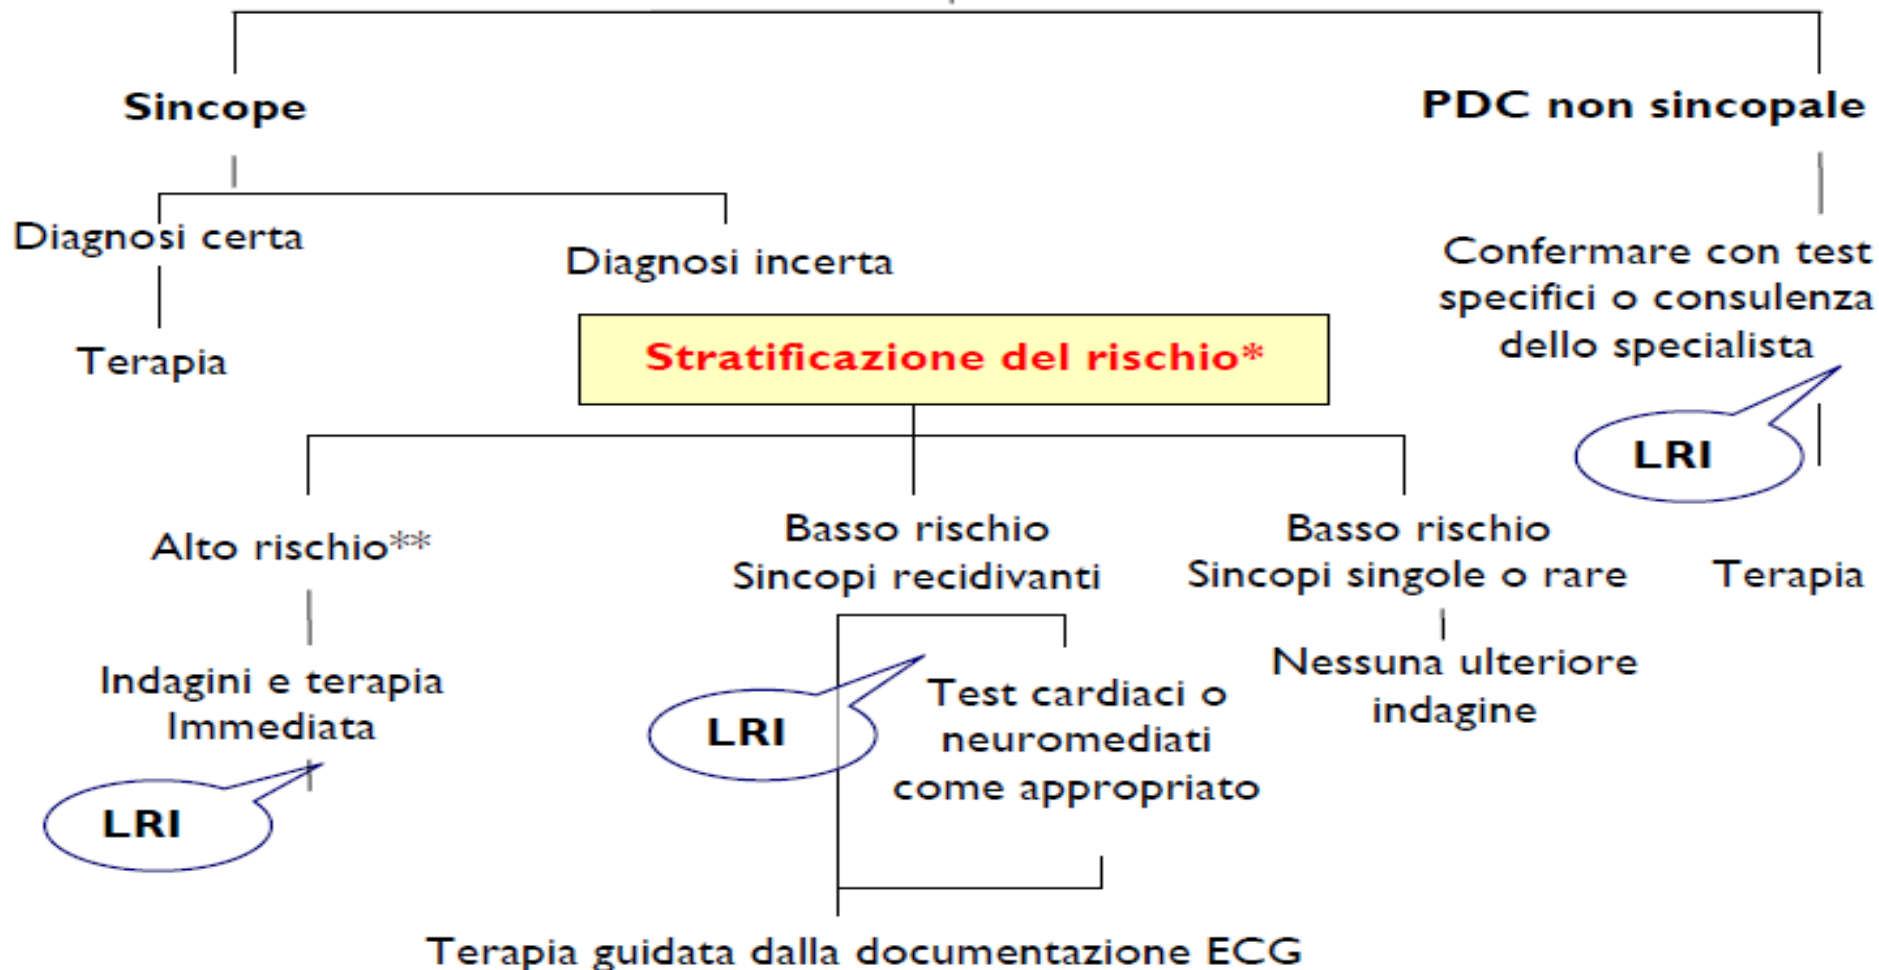 Sincope
PDC non sincopale
Diagnosi certa
Diagnosi incerta
Terapia
Confermare con test
specifici o consulenza
dello specialista
Stratificazione del rischio*
LRI
Alto rischio**
Basso rischio
Sincopi recidivanti
Basso rischio
Sincopi singole o rare
Terapia
Indagini e terapia
Immediata
LRI
LRI
Test cardiaci o
neuromediati
come appropriato
Nessuna ulteriore
indagine
Terapia guidata dalla documentazione ECG